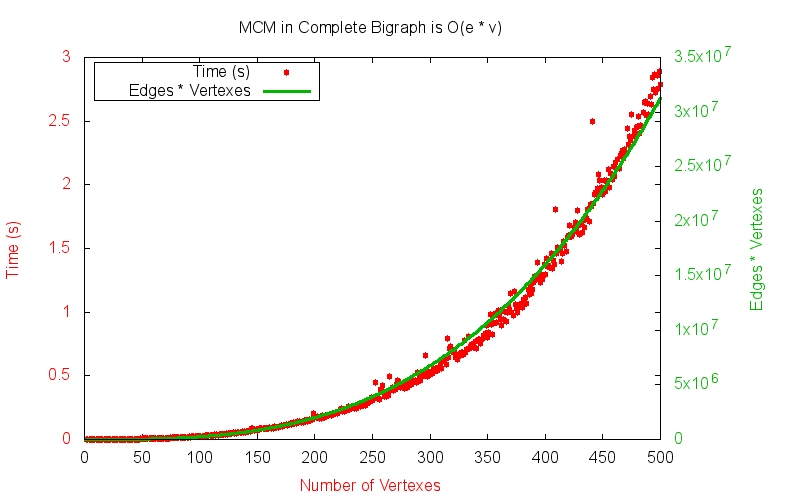 MCM in Complete Bigraph is O(e * v)
Time (s)
Edges * Vertexes
3
2.5
2
1.5
1
0.5
0
3.5x10^7
3x10^7
2.5x10^7
2x10^7
1.5x10^7
1x10^7
5x10^6
0
Time (s)
Edges * Vertexes
0 50 100 150 200 250 300 350 400 450 500
Number of Vertexes